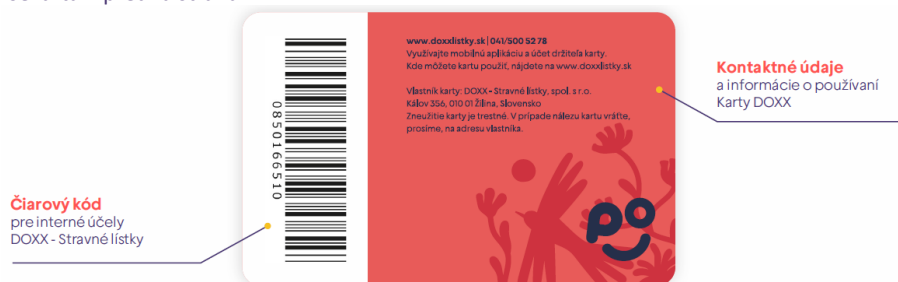 www.doxxlistky.sk | 041/500 52 78
Využívajte mobilnú aplikáciu a účet držiteľa karty.
Kde môžete kartu použiť, nájdete na www.doxxlistky.sk
Vlastník karty: DOXX - Stravné lístky, spol. s r.o.
Kálov 356, 010 01 Žilina, Slovensko
Zneužitie karty je trestné. V prípade nálezu kartu vráťte,
prosíme, na adresu vlastníka.
0850166510
Kontaktné údaje
a informácie o používaní
Karty DOXX
Čiarový kód
pre interné účely
DOXX - Stravné lístky